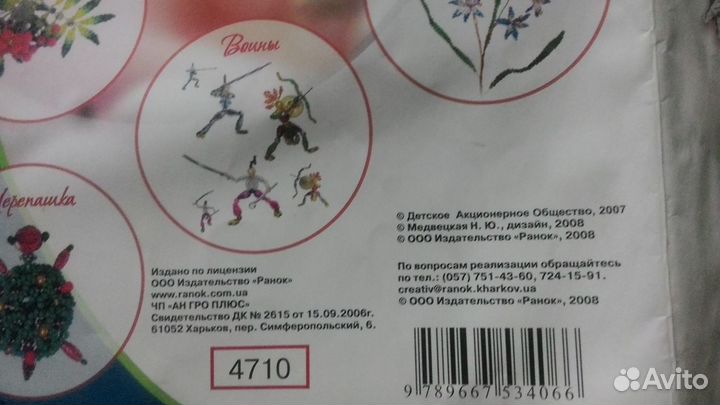 Воины
Черепашка
© Детское Акционерное Общество, 2007
© Медвецкая Н. Ю., дизайн, 2008
© ООО Издательство «Ранок», 2008
Издано по лицензии
ООО Издательство «Ранок»
www.ranok.com.ua
ЧП «АН ГРО ПЛЮС»
Свидетельство ДК № 2615 от 15.09.2006г.
61052 Харьков, пер. Симферопольский, 6.
По вопросам реализации обращайтесь
по тел.: (057) 751-43-60, 724-15-91.
creativ@ranok.kharkov.ua
© ООО Издательство «Ранок», 2008
4710
9 789667 534066
Avito